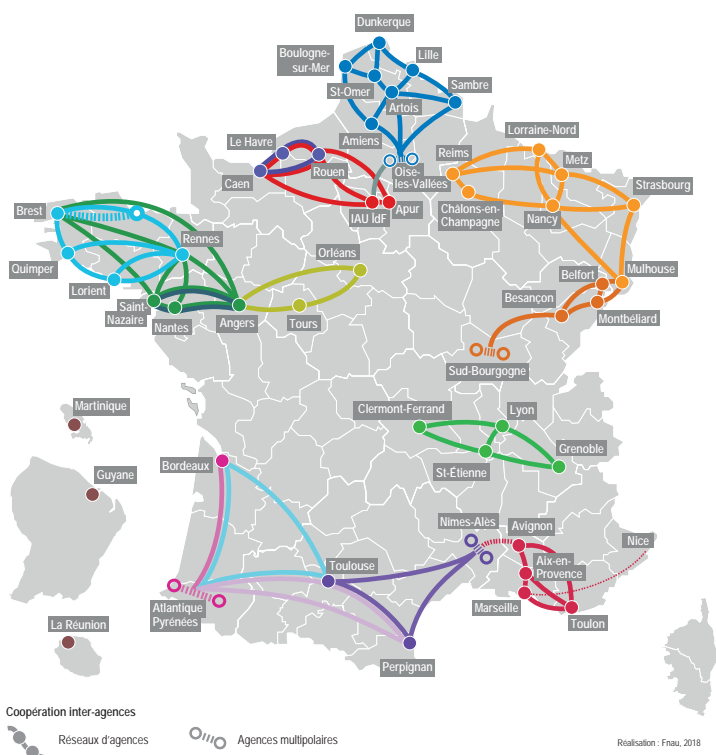 Dunkerque
Boulogne-
sur-Mer
Lille
St-Omer
Sambre
Artois
Amiens
Le Havre
Caen
Rouen
Oise-
les-Vallées
IAU îdF
Apur
Reims
Lorraine-Nord
Metz
Strasbourg
Châlons-en-
Champagne
Nancy
Brest
Rennes
Quimper
Lorient
Saint-
Nazaire
Nantes
Angers
Orléans
Tours
Belfort
Mulhouse
Besançon
Montbéliard
Sud-Bourgogne
Clermont-Ferrand
Lyon
Grenoble
St-Étienne
Martinique
Guyane
La Réunion
Bordeaux
Nîmes-Alès
Avignon
Nice
Aix-en-
Provence
Toulouse
Marseille
Toulon
Atlantique
Pyrénées
Perpignan
Coopération inter-agences
Réseaux d'agences
Agences multipolaires
Réalisation : Fnau, 2018